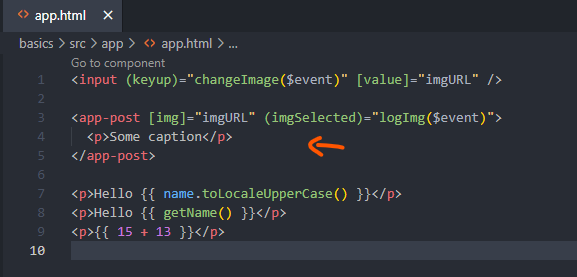 <> app.html ×
basics > src > app > <> app.html > ...
Go to component
1 <input (keyup)="changeImage($event)" [value]="imgURL" />
2
3 <app-post [img]="imgURL" (imgSelected)="logImg($event)">
4   <p>Some caption</p>
5 </app-post>
6
7 <p>Hello {{ name.toLocaleUpperCase() }}</p>
8 <p>Hello {{ getName() }}</p>
9 <p>{{ 15 + 13 }}</p>
10